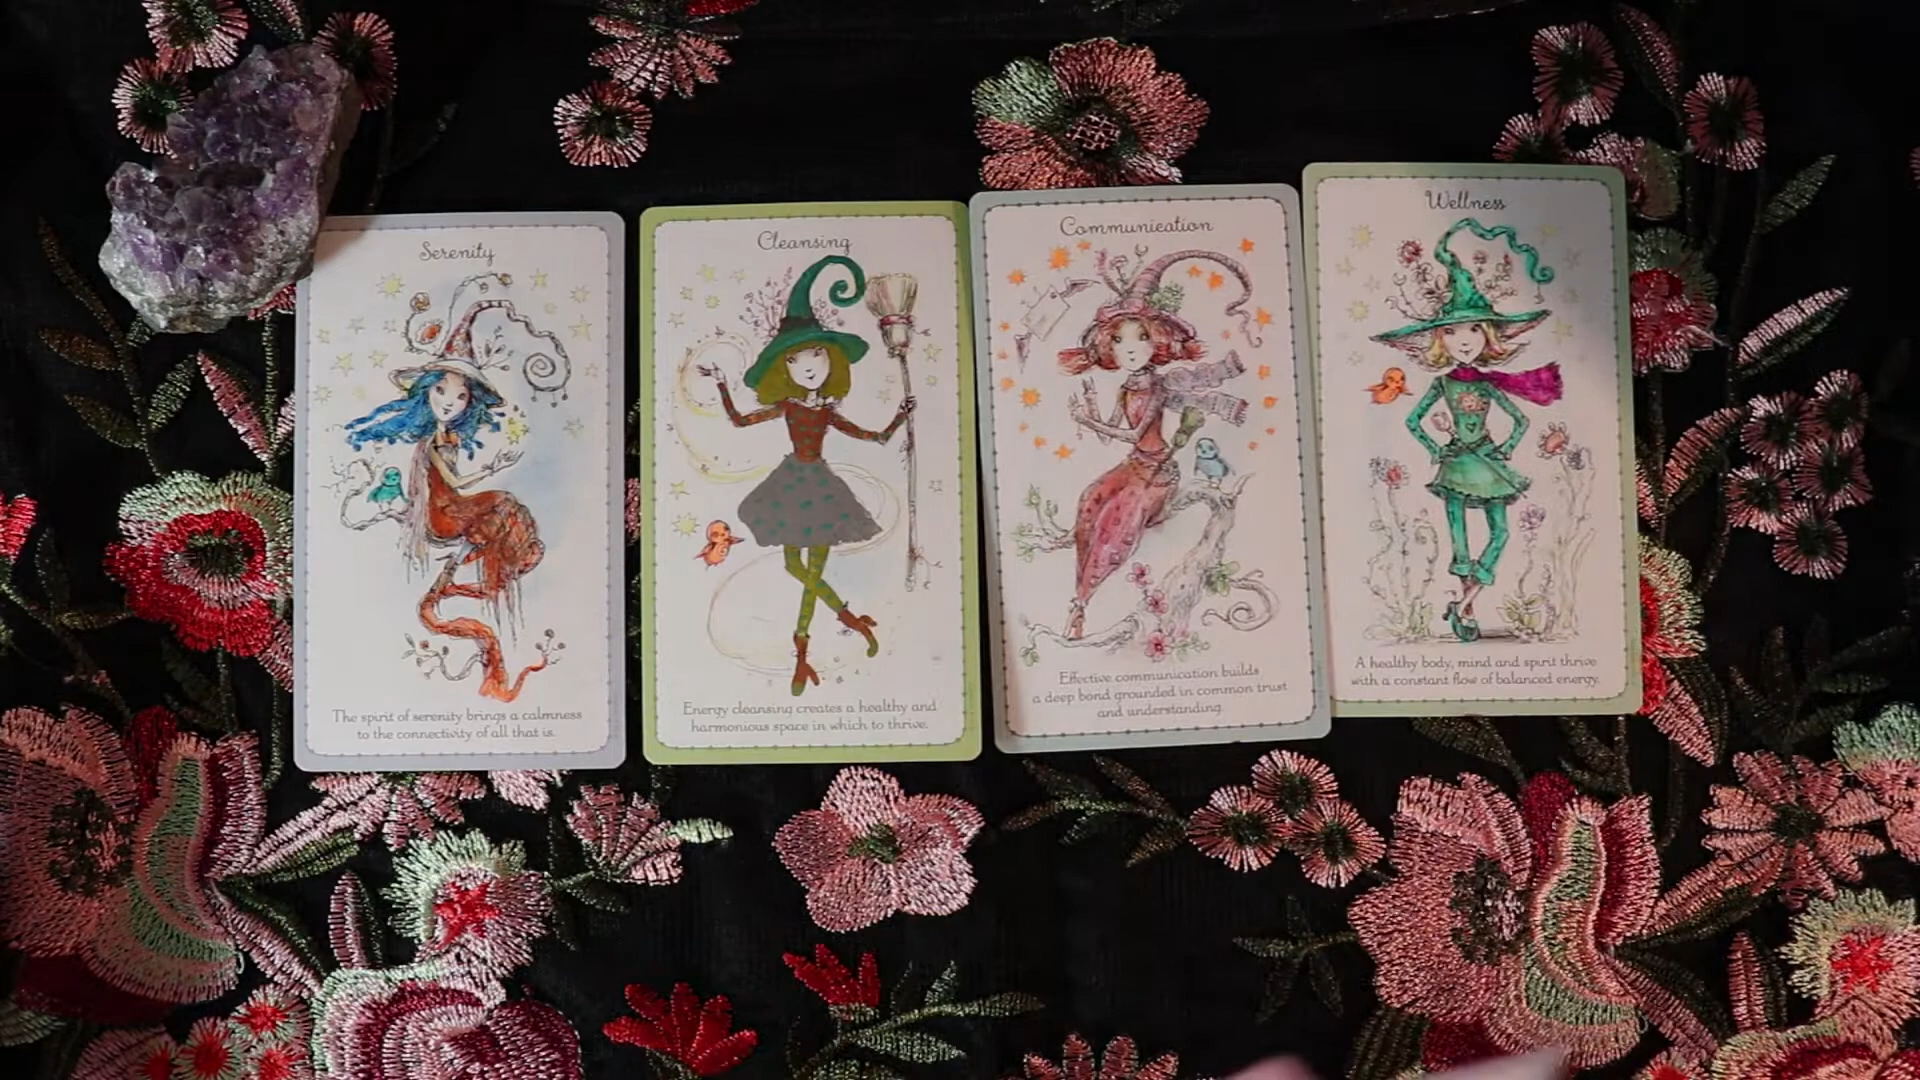 Serenity
The spirit of serenity brings a calmness
to the connectivity of all that is.
Cleansing
Energy cleansing creates a healthy and
harmonious space in which to thrive.
Communication
Effective communication builds
a deep bond grounded in common trust
and understanding.
Wellness
A healthy body, mind and spirit thrive
with a constant flow of balanced energy.